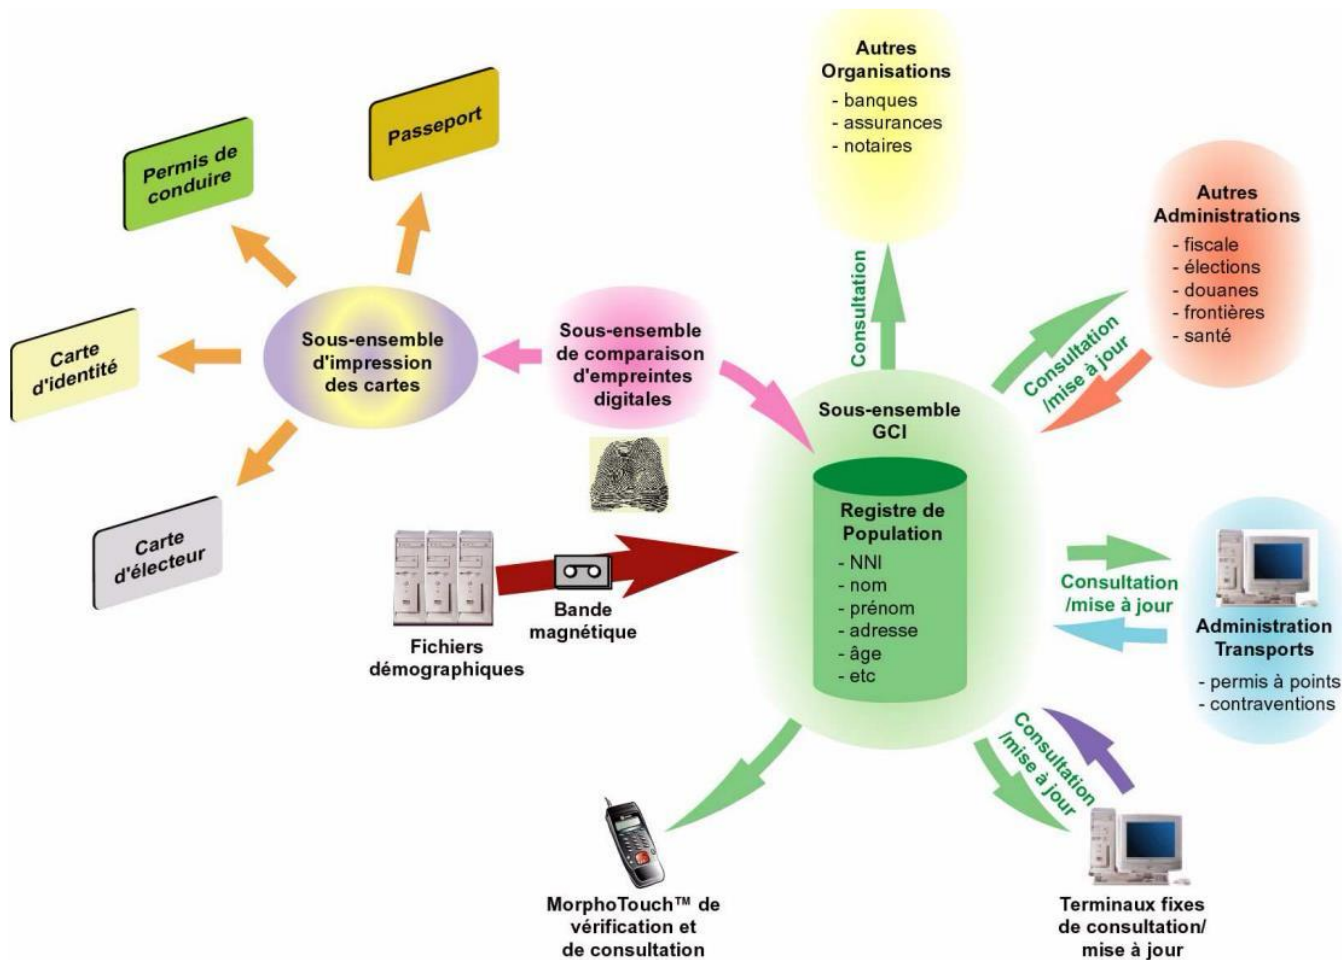 Passeport
Permis de
conduire
Carte
d'identité
Carte
d'électeur
Sous-ensemble
d'impression
des cartes
Sous-ensemble
de comparaison
d'empreintes
digitales
Fichiers
démographiques
Bande
magnétique
Autres
Organisations
- banques
- assurances
- notaires
Consultation
Autres
Administrations
- fiscale
- élections
- douanes
- frontières
- santé
Consultation
/mise à jour
Sous-ensemble
GCI
Registre de
Population
- NNI
- nom
- prénom
- adresse
- âge
- etc
Consultation
/mise à jour
Administration
Transports
- permis à points
- contraventions
Consultation
/mise à jour
MorphoTouch™ de
vérification et
de consultation
Terminaux fixes
de consultation/
mise à jour